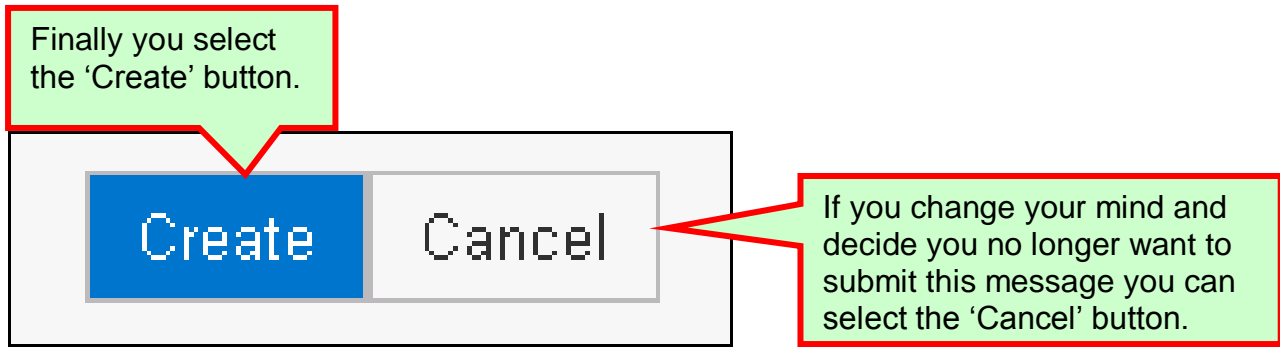 Finally you select
the ‘Create’ button.
Create
Cancel
If you change your mind and
decide you no longer want to
submit this message you can
select the ‘Cancel’ button.